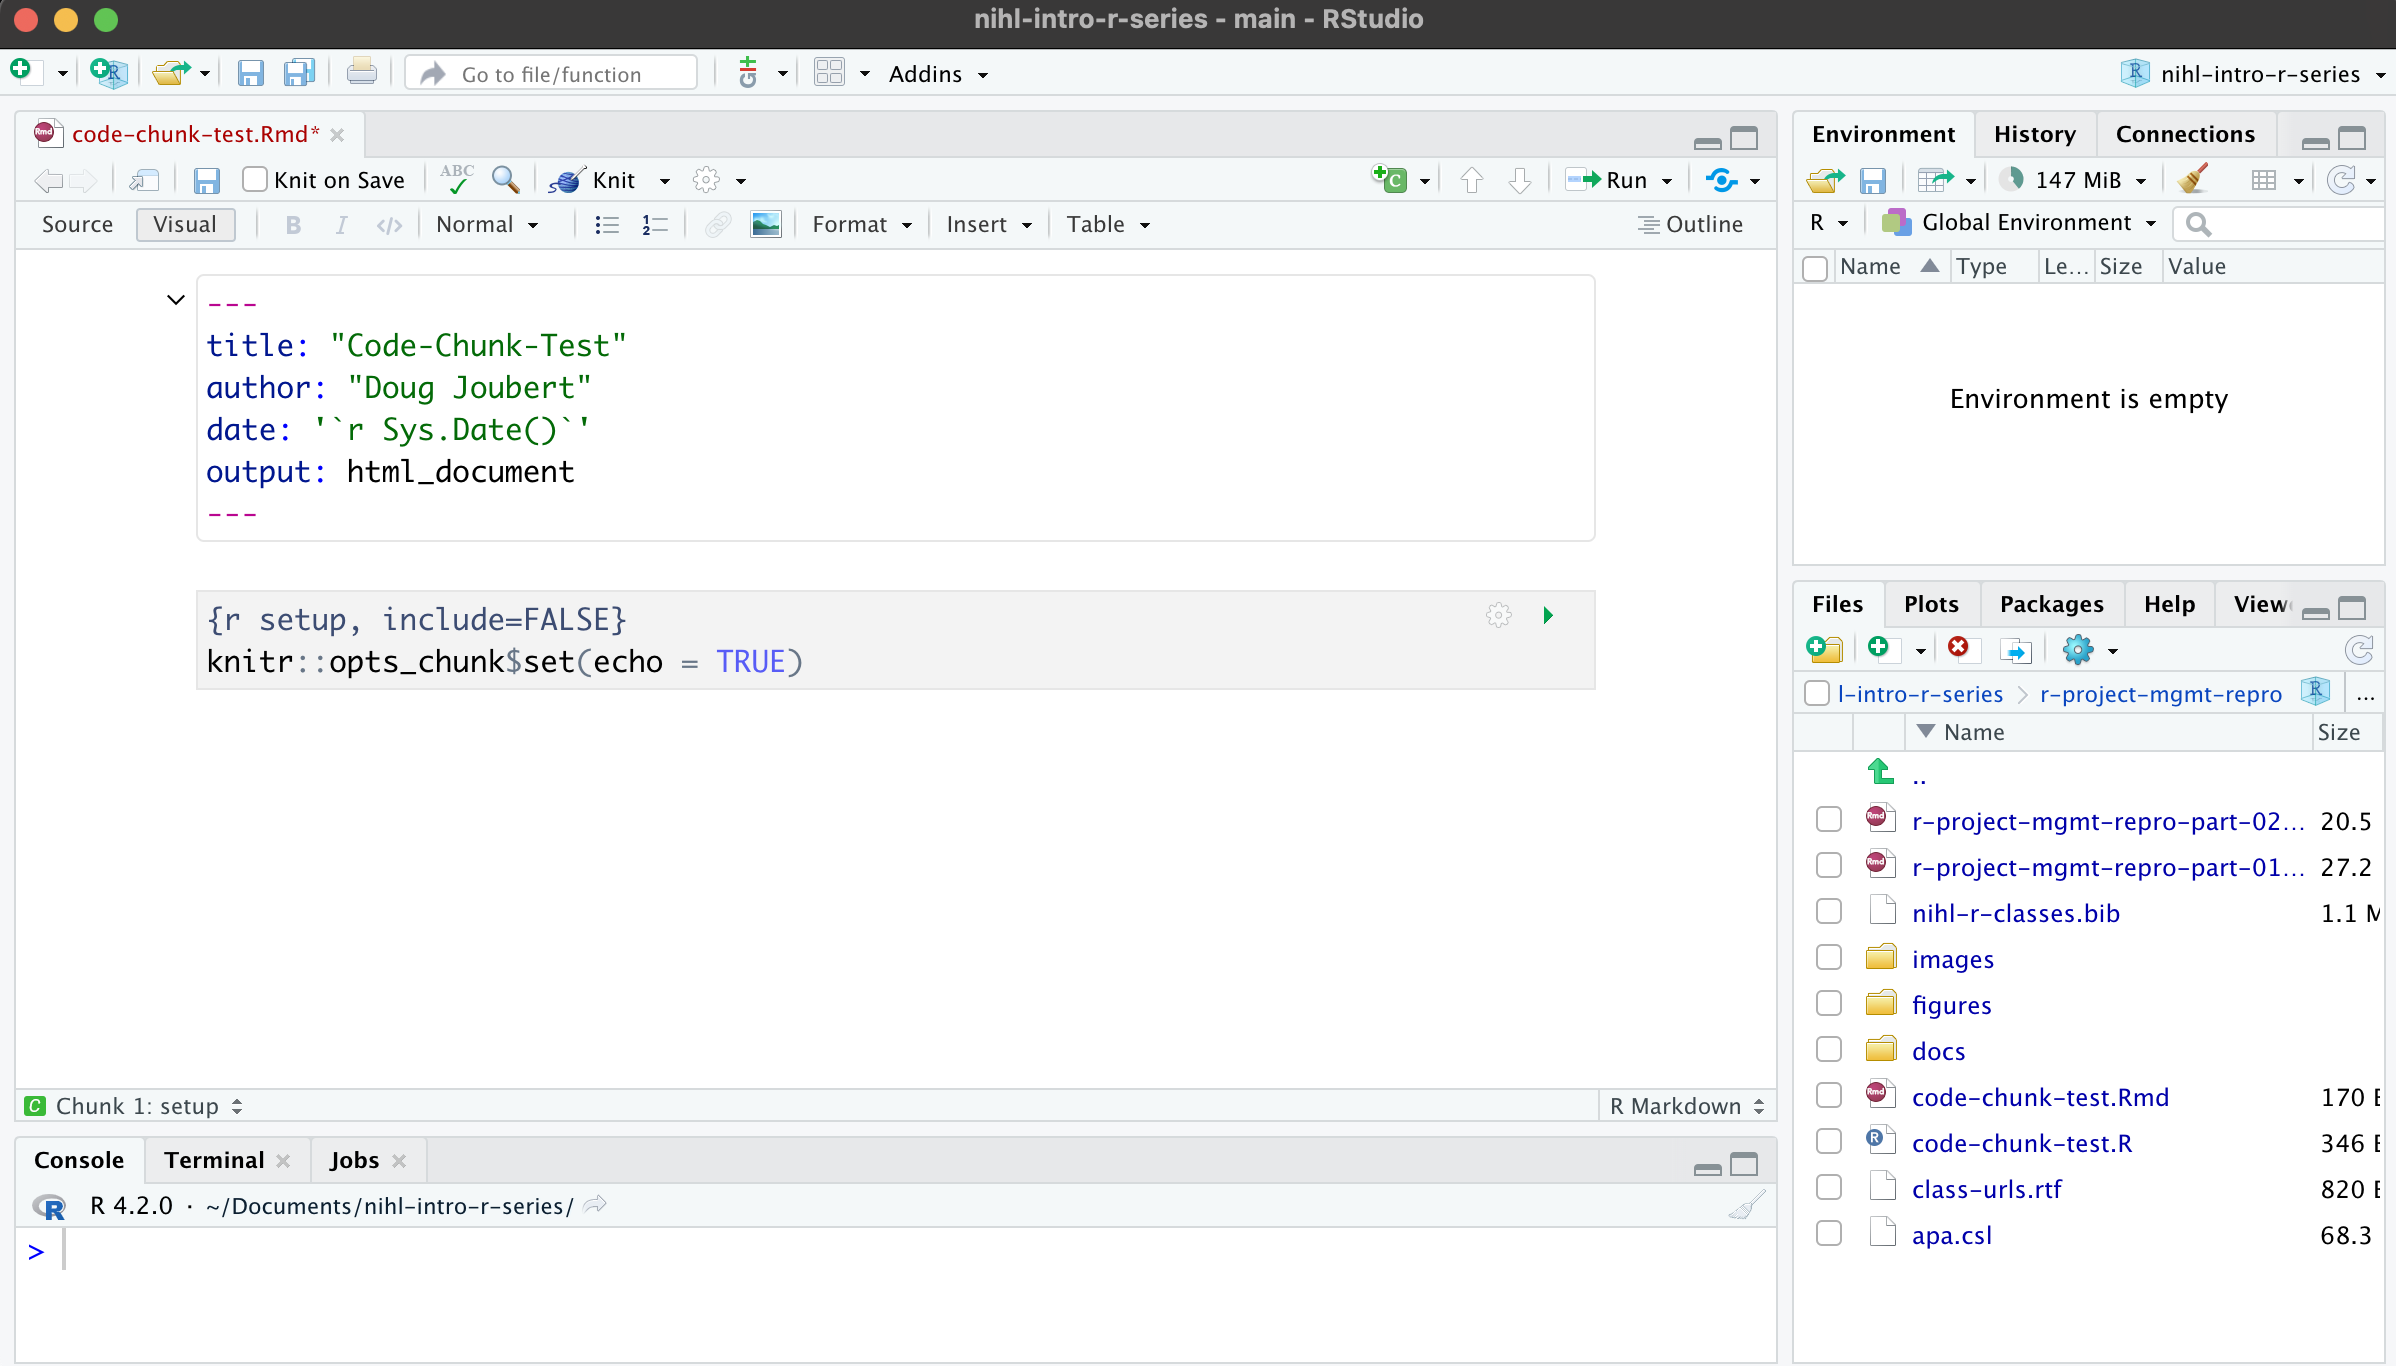 nihl-intro-r-series - main - RStudio
Go to file/function
Addins
nihl-intro-r-series
code-chunk-test.Rmd*
Knit on Save
ABC
Knit
Run
Source
Visual
B
I
</>
Normal
Format
Insert
Table
Outline
---
title: "Code-Chunk-Test"
author: "Doug Joubert"
date: '`r Sys.Date()`'
output: html_document
---
{r setup, include=FALSE}
knitr::opts_chunk$set(echo = TRUE)
Chunk 1: setup
R Markdown
Console
Terminal
Jobs
R 4.2.0 · ~/Documents/nihl-intro-r-series/
>
Environment
History
Connections
147 MiB
R
Global Environment
Name
Type
Le...
Size
Value
Environment is empty
Files
Plots
Packages
Help
View
l-intro-r-series > r-project-mgmt-repro ...
Name
Size
..
r-project-mgmt-repro-part-02... 20.5
r-project-mgmt-repro-part-01... 27.2
nihl-r-classes.bib 1.1 M
images
figures
docs
code-chunk-test.Rmd 170
code-chunk-test.R 346
class-urls.rtf 820
apa.csl 68.3